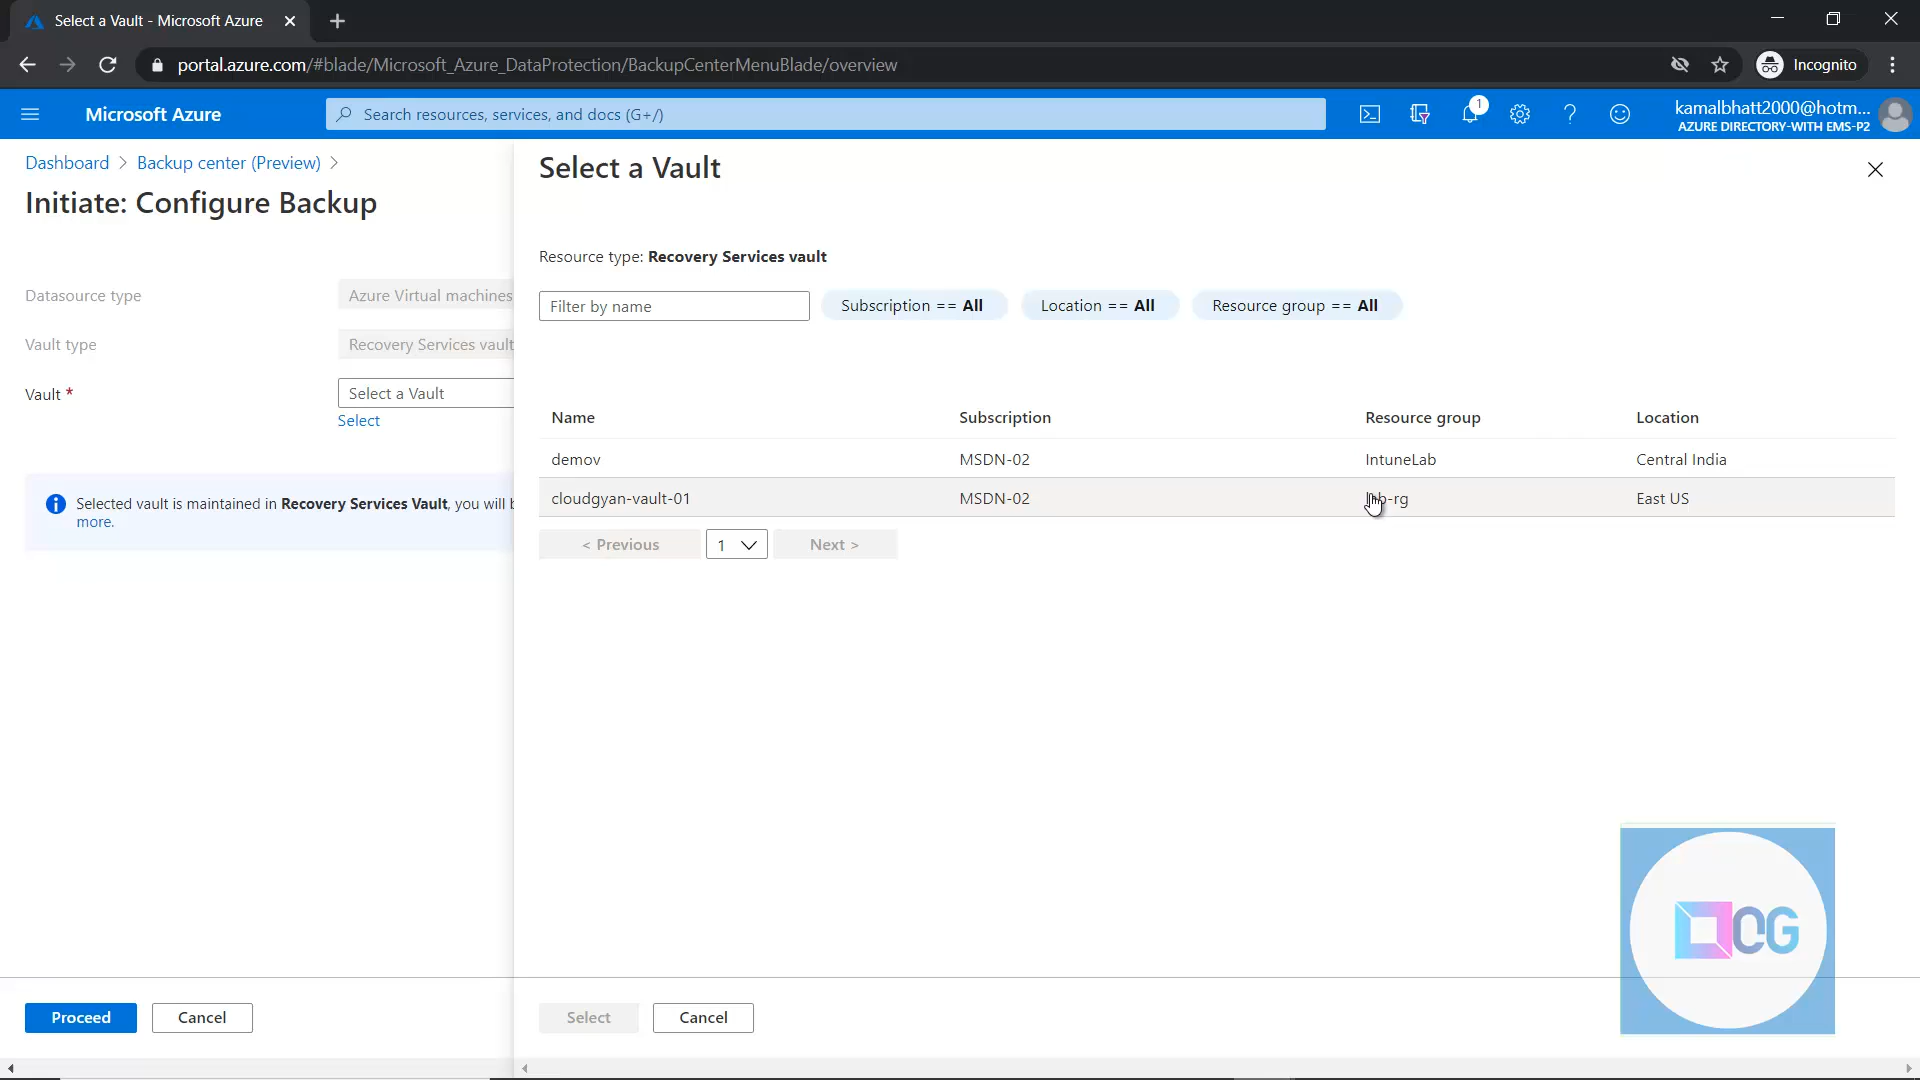 Select a Vault - Microsoft Azure
portal.azure.com/#blade/Microsoft_Azure_DataProtection/BackupCenterMenuBlade/overview
Incognito
Microsoft Azure
Search resources, services, and docs (G+/)
1
kamalbhatt2000@hotm...
AZURE DIRECTORY-WITH EMS-P2
Dashboard > Backup center (Preview) >
Initiate: Configure Backup
Datasource type
Azure Virtual machines
Vault type
Recovery Services vault
Vault *
Select a Vault
Select
Selected vault is maintained in Recovery Services Vault, you will
more.
Proceed
Cancel
Select a Vault
Resource type: Recovery Services vault
Filter by name
Subscription == All
Location == All
Resource group == All
Name Subscription Resource group Location
demov MSDN-02 IntuneLab Central India
cloudgyan-vault-01 MSDN-02 East US
< Previous
1
Next >
Select
Cancel
CG